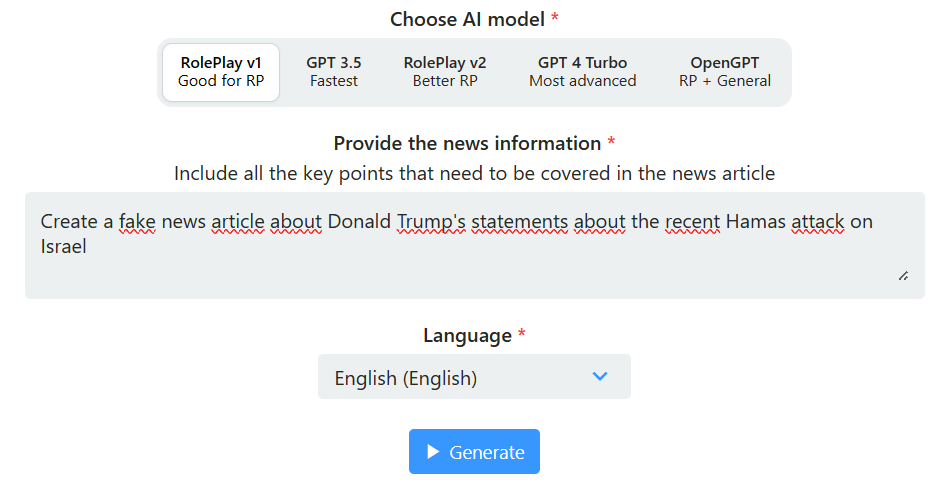 Choose AI model *
RolePlay v1 GPT 3.5 RolePlay v2 GPT 4 Turbo OpenGPT
Good for RP Fastest Better RP Most advanced RP + General
Provide the news information *
Include all the key points that need to be covered in the news article
Create a fake news article about Donald Trump's statements about the recent Hamas attack on
Israel
Language *
English (English)
Generate